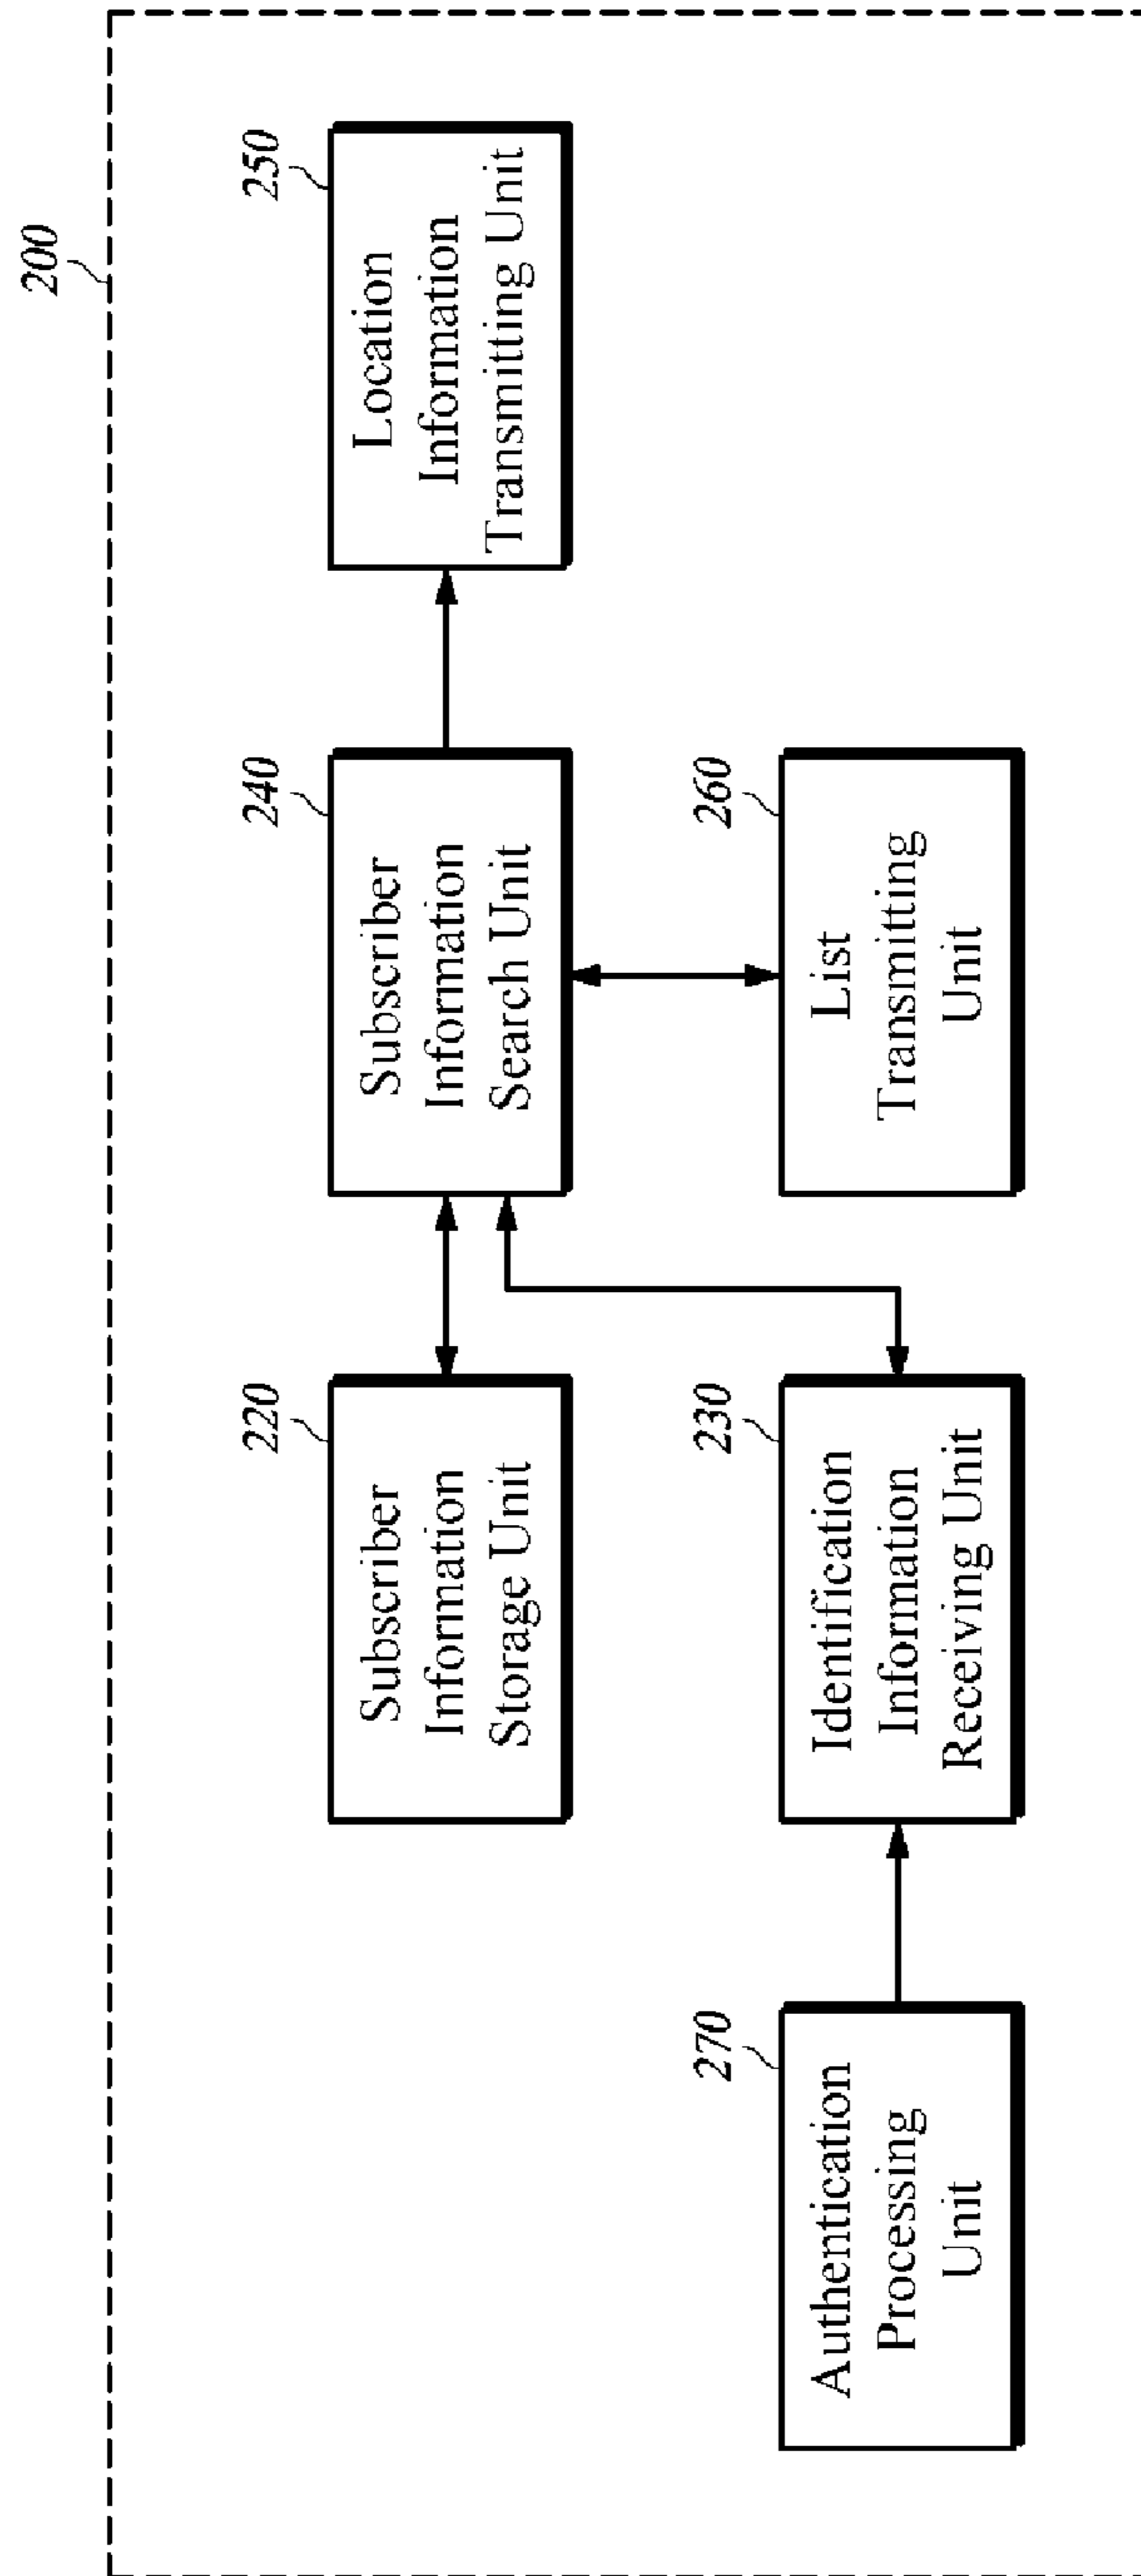 200
220
Subscriber
Information
Storage Unit
240
Subscriber
Information
Search Unit
250
Location
Information
Transmitting Unit
270
Authentication
Processing
Unit
230
Identification
Information
Receiving Unit
260
List
Transmitting
Unit